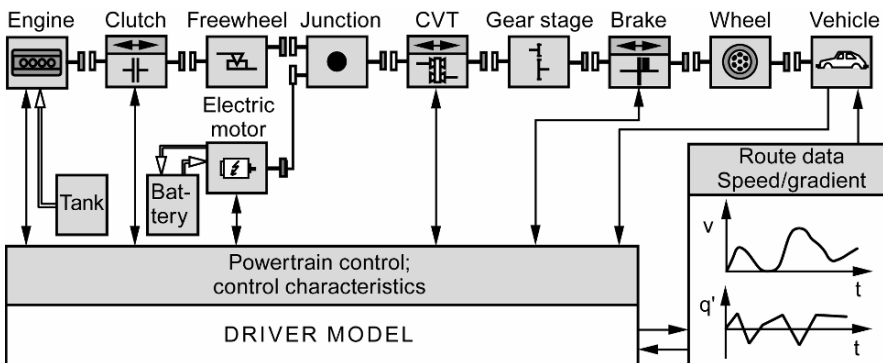 Engine Clutch Freewheel Junction CVT Gear stage Brake Wheel Vehicle
Electric
motor
Tank
Bat-
tery
Route data
Speed/gradient
v
t
q'
t
Powertrain control;
control characteristics
DRIVER MODEL